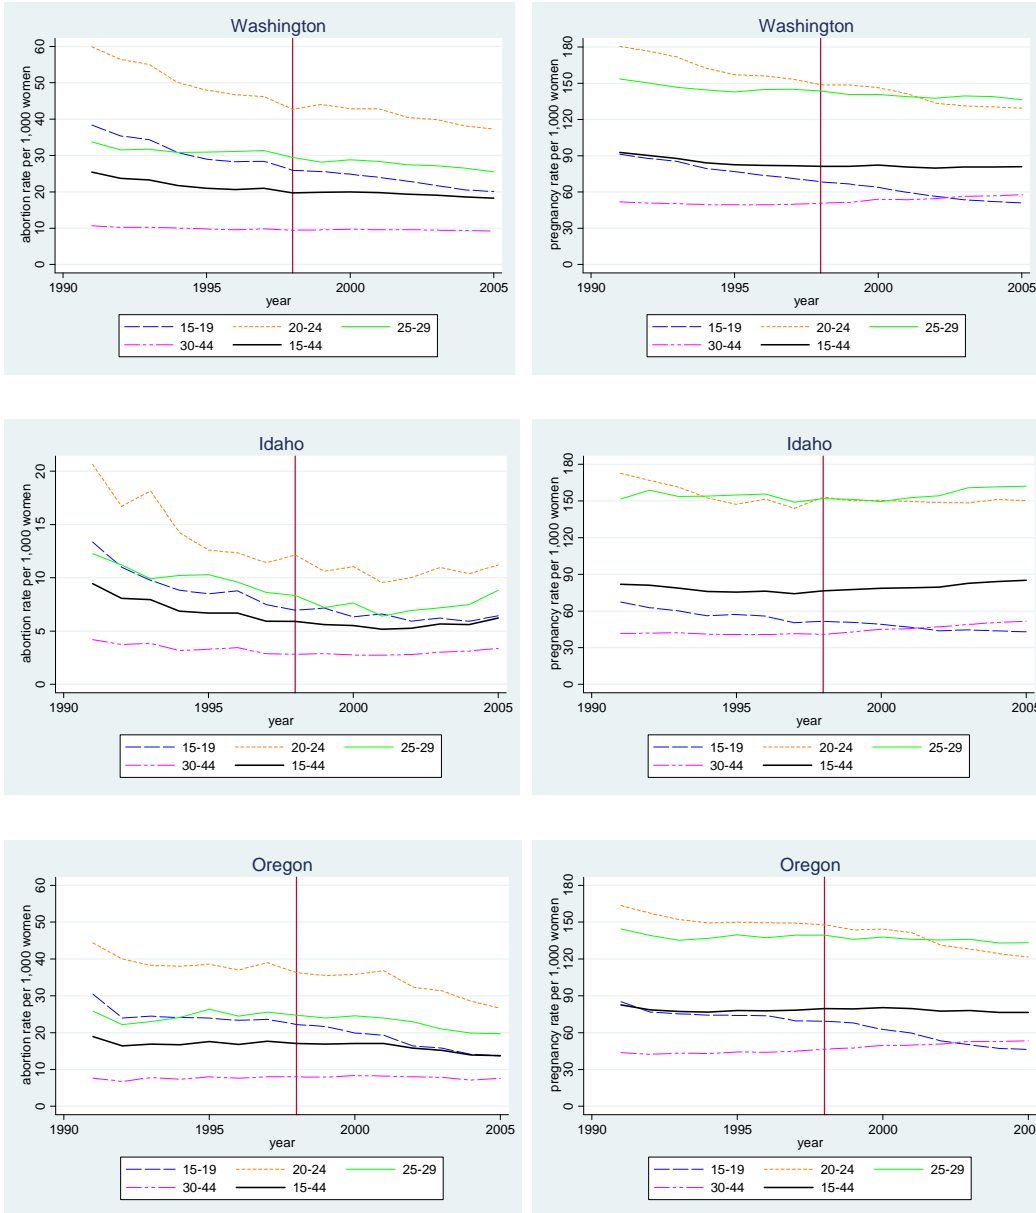 Washington
abortion rate per 1,000 women
0 10 20 30 40 50 60
1990 1995 2000 2005
year
15-19 20-24 25-29
30-44 15-44
Washington
pregnancy rate per 1,000 women
0 30 60 90 120 150 180
1990 1995 2000 2005
year
15-19 20-24 25-29
30-44 15-44
Idaho
abortion rate per 1,000 women
0 5 10 15 20
1990 1995 2000 2005
year
15-19 20-24 25-29
30-44 15-44
Idaho
pregnancy rate per 1,000 women
0 30 60 90 120 150 180
1990 1995 2000 2005
year
15-19 20-24 25-29
30-44 15-44
Oregon
abortion rate per 1,000 women
0 10 20 30 40 50 60
1990 1995 2000 2005
year
15-19 20-24 25-29
30-44 15-44
Oregon
pregnancy rate per 1,000 women
0 30 60 90 120 150 180
1990 1995 2000 200
year
15-19 20-24 25-29
30-44 15-44